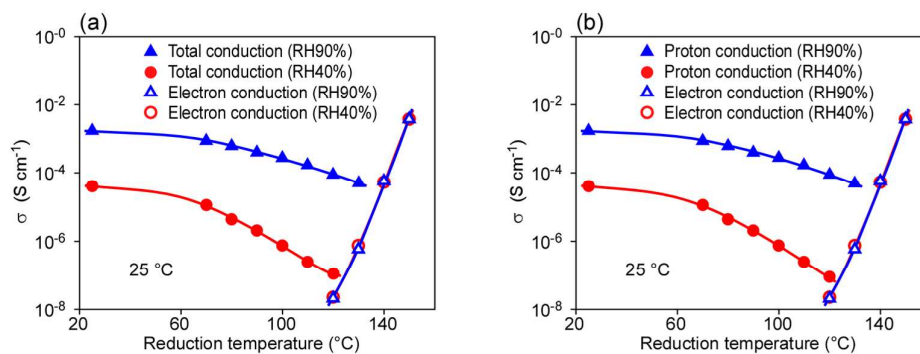 (a)
10⁻⁰
10⁻²
10⁻⁴
10⁻⁶
10⁻⁸
σ (S cm⁻¹)
Total conduction (RH90%)
Total conduction (RH40%)
Electron conduction (RH90%)
Electron conduction (RH40%)
25 °C
20 60 100 140
Reduction temperature (°C)
(b)
10⁻⁰
10⁻²
10⁻⁴
10⁻⁶
10⁻⁸
σ (S cm⁻¹)
Proton conduction (RH90%)
Proton conduction (RH40%)
Electron conduction (RH90%)
Electron conduction (RH40%)
25 °C
20 60 100 140
Reduction temperature (°C)